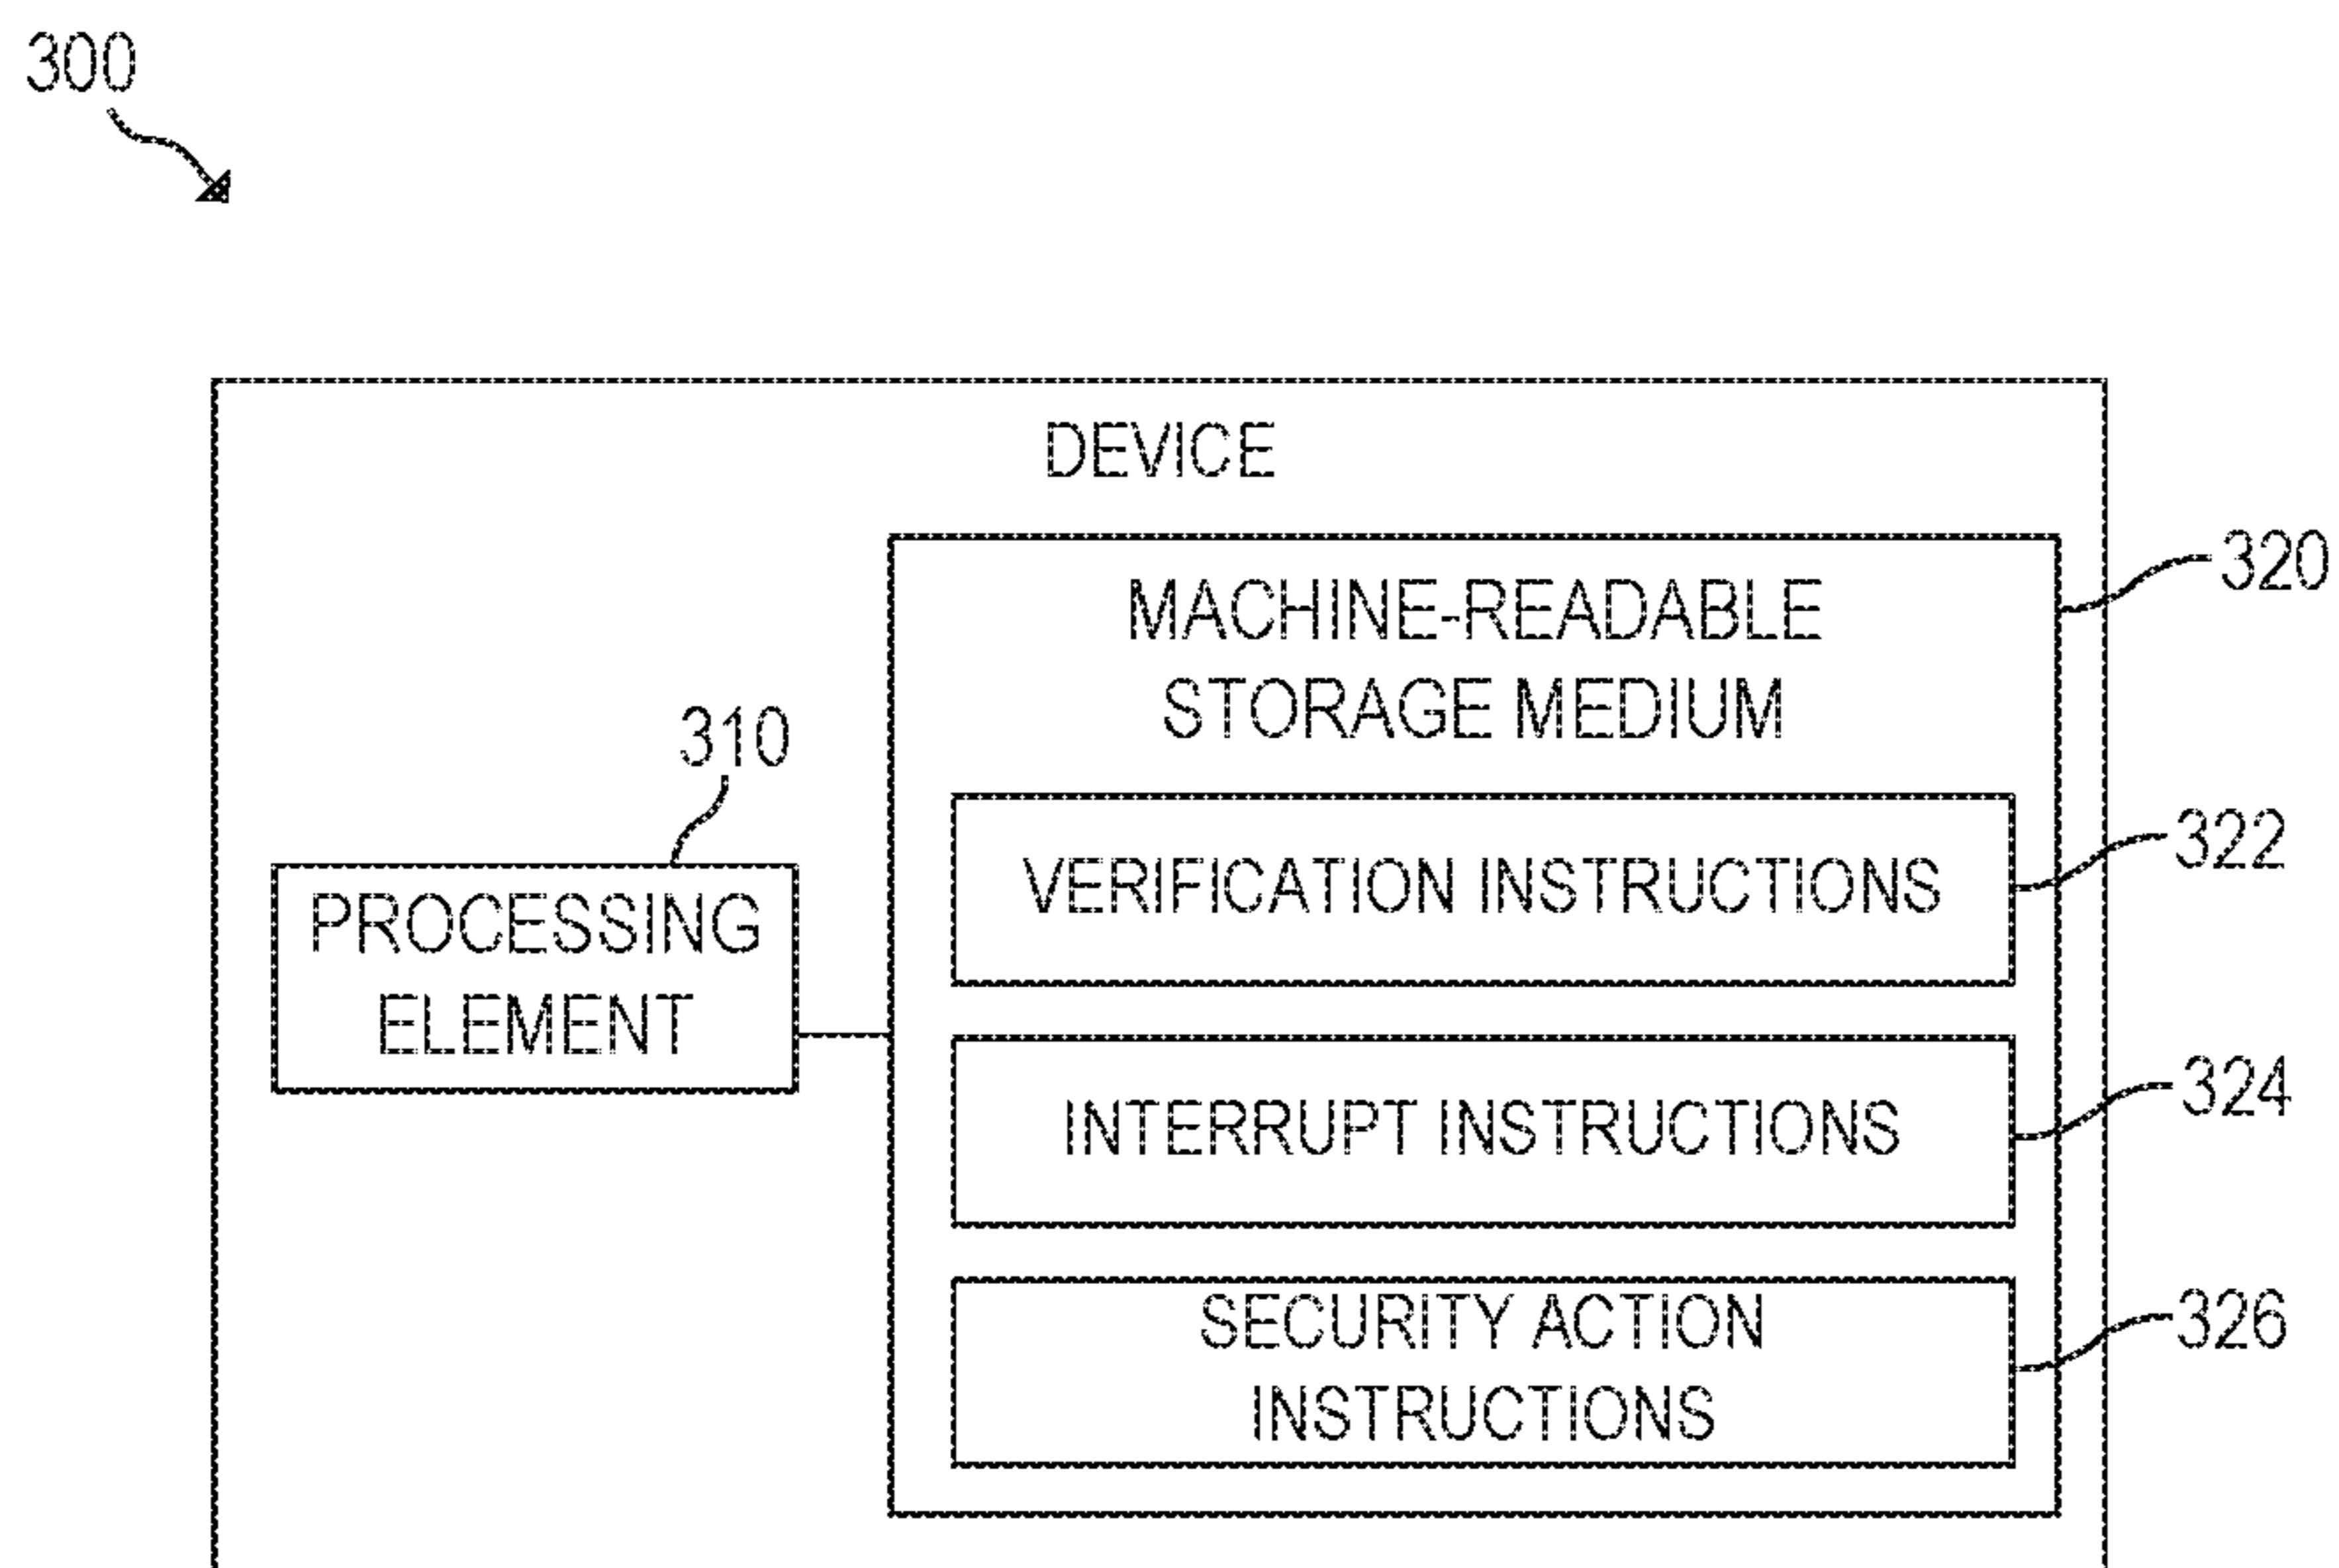 300
DEVICE
320
MACHINE-READABLE
STORAGE MEDIUM
310
322
VERIFICATION INSTRUCTIONS
PROCESSING
ELEMENT
324
INTERRUPT INSTRUCTIONS
326
SECURITY ACTION
INSTRUCTIONS